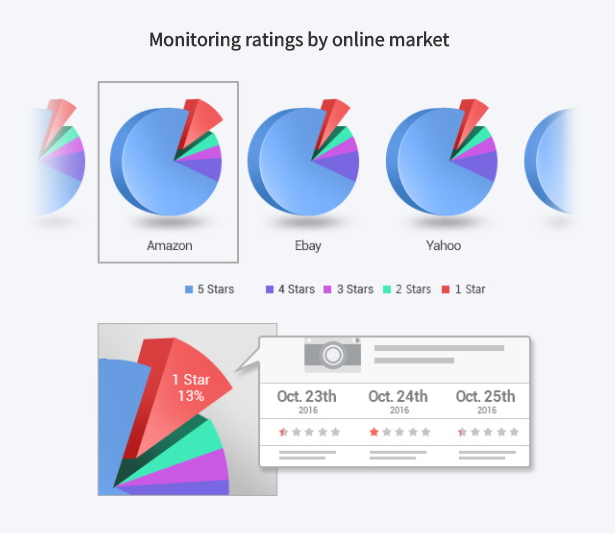 Monitoring ratings by online market
Amazon
Ebay
Yahoo
5 Stars
4 Stars
3 Stars
2 Stars
1 Star
1 Star
13%
Oct. 23th
Oct. 24th
Oct. 25th
2016
2016
2016